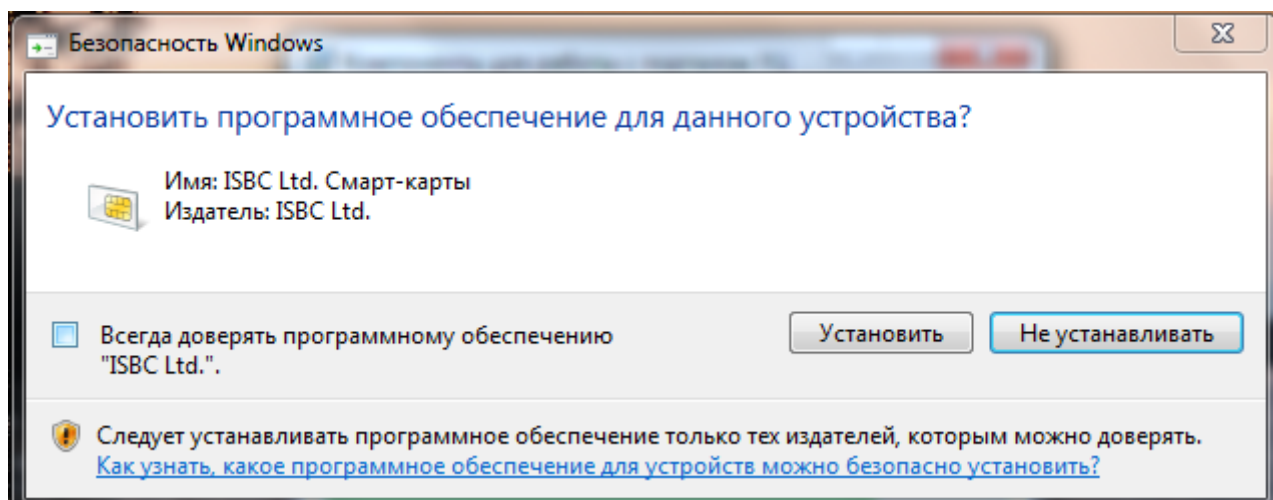 Безопасность Windows
Установить программное обеспечение для данного устройства?
Имя: ISBC Ltd. Смарт-карты
Издатель: ISBC Ltd.
Всегда доверять программному обеспечению
"ISBC Ltd.".
Установить
Не устанавливать
Следует устанавливать программное обеспечение только тех издателей, которым можно доверять.
Как узнать, какое программное обеспечение для устройств можно безопасно установить?